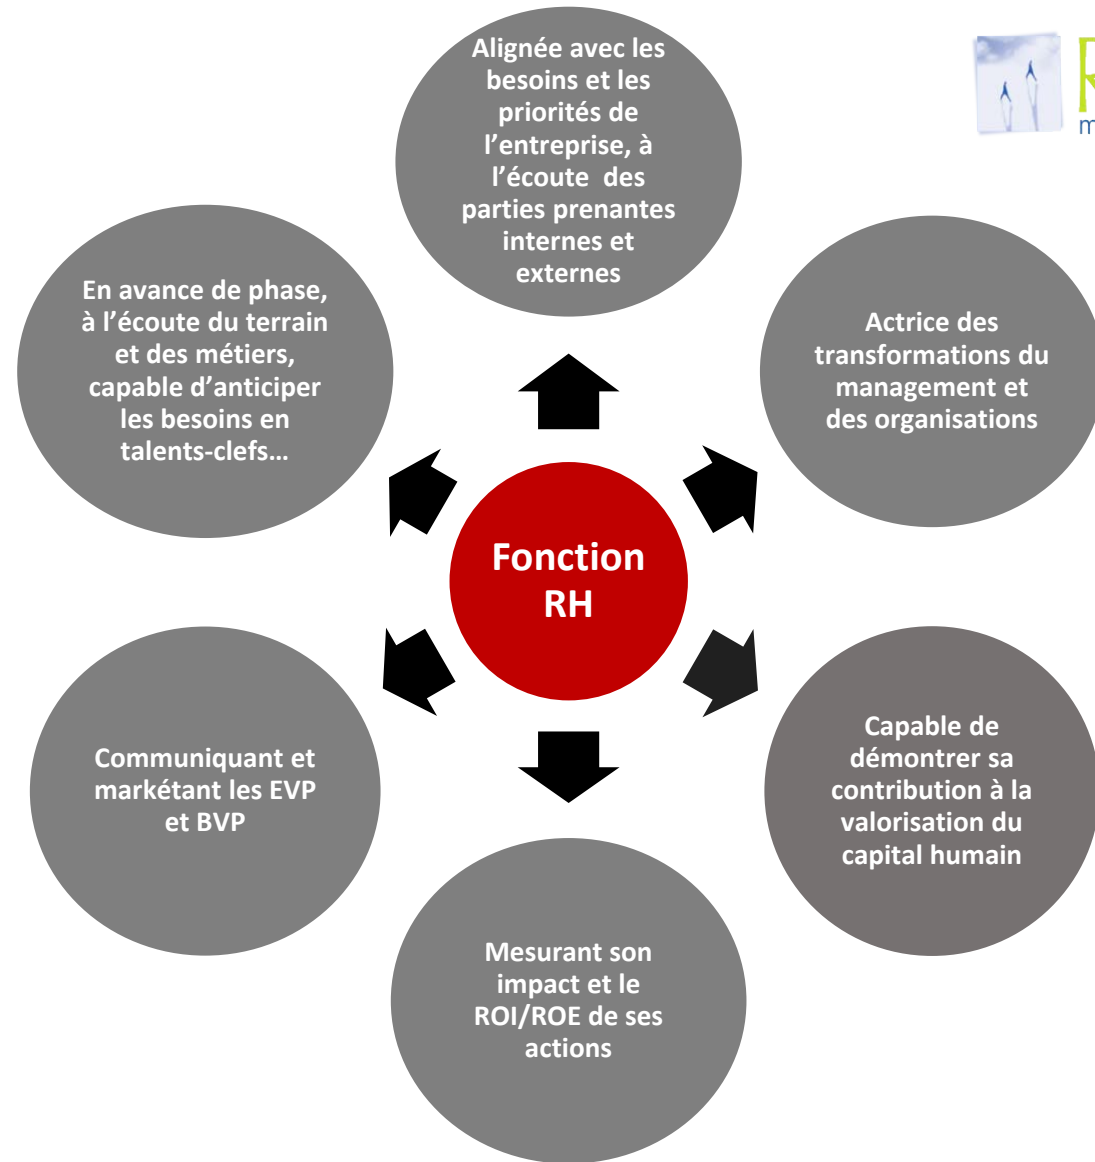 Alignée avec les
besoins et les
priorités de
l’entreprise, à
l’écoute  des
parties prenantes
internes et
externes
En avance de phase,
à l’écoute du terrain
et des métiers,
capable d’anticiper
les besoins en
talents-clefs…
Actrice des
transformations du
management et
des organisations
Fonction
RH
Communiquant et
markétant les EVP
et BVP
Capable de
démontrer sa
contribution à la
valorisation du
capital humain
Mesurant son
impact et le
ROI/ROE de ses
actions